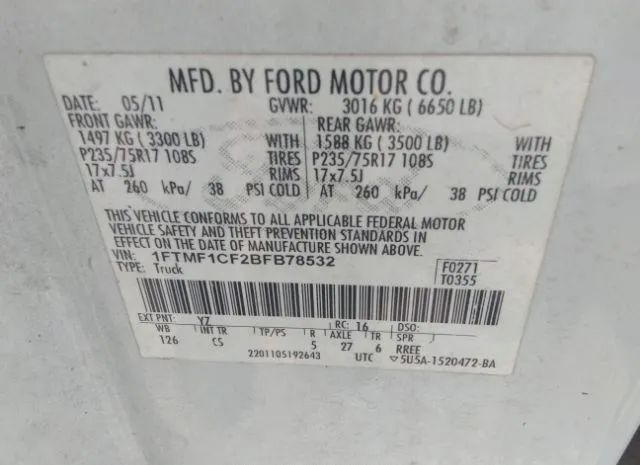 MFD. BY FORD MOTOR CO.
DATE: 05/11 GVWR: 3016 KG ( 6650 LB)
FRONT GAWR: REAR GAWR:
1497 KG ( 3300 LB) WITH 1588 KG ( 3500 LB) WITH
P235/75R17 108S TIRES P235/75R17 108S TIRES
17x7.5J RIMS 17x7.5J RIMS
AT 260 kPa/ 38 PSI COLD AT 260 kPa/ 38 PSI COLD
THIS VEHICLE CONFORMS TO ALL APPLICABLE FEDERAL MOTOR
VEHICLE SAFETY AND THEFT PREVENTION STANDARDS IN
EFFECT ON THE DATE OF MANUFACTURE SHOWN ABOVE.
VIN: 1FTMF1CF2BFB78532
TYPE: Truck
F0271
T0355
EXT PNT: YZ RC: 16 DSO:
WB INT TR TP/PS R AXLE TR SPR
126 CS 5 27 6 RREE
2201105192643 UTC 5U5A-1520472-BA